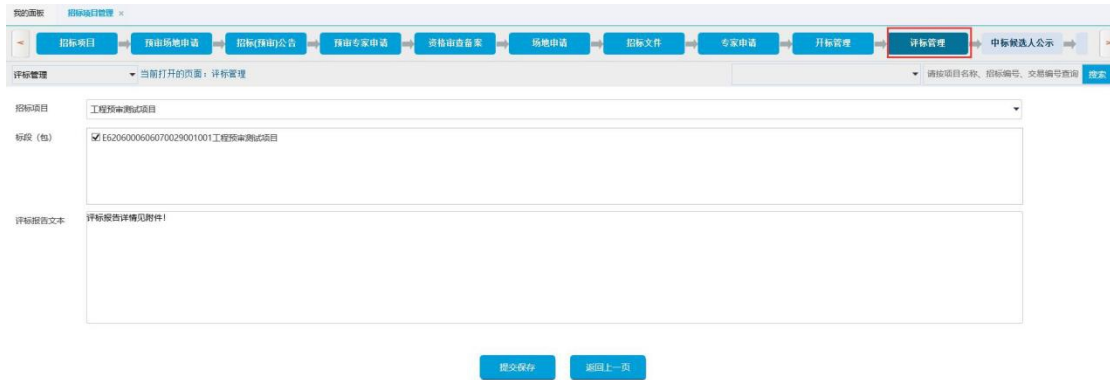 我的面板 招标项目管理 ×
招标项目 预审场地申请 招标(预审)公告 预审专家申请 资格审查备案 场地申请 招标文件 专家申请 开标管理 评标管理 中标候选人公示
评标管理 当前打开的页面：评标管理 请按项目名称、招标编号、交易编号查询 搜索
招标项目 工程预审测试项目
标段（包） E6206000606070029001001工程预审测试项目
评标报告文本 评标报告详情见附件!
提交保存 返回上一页